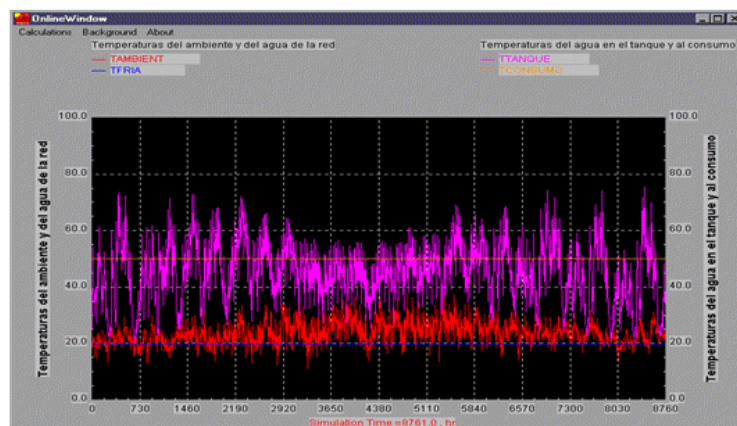 OnlineWindow
Calculations Background About
Temperaturas del ambiente y del agua de la red
TAMBIENT
TFRIA
Temperaturas del agua en el tanque y al consumo
TTANQUE
TCONSUMO
Temperaturas del ambiente y del agua de la red
100.0
80.0
60.0
40.0
20.0
0.0
100.0
80.0
60.0
40.0
20.0
0.0
Temperaturas del agua en el tanque y al consumo
0 730 1460 2190 2920 3650 4380 5110 5840 6570 7300 8030 8760
Simulation Time =8761.0 , hr